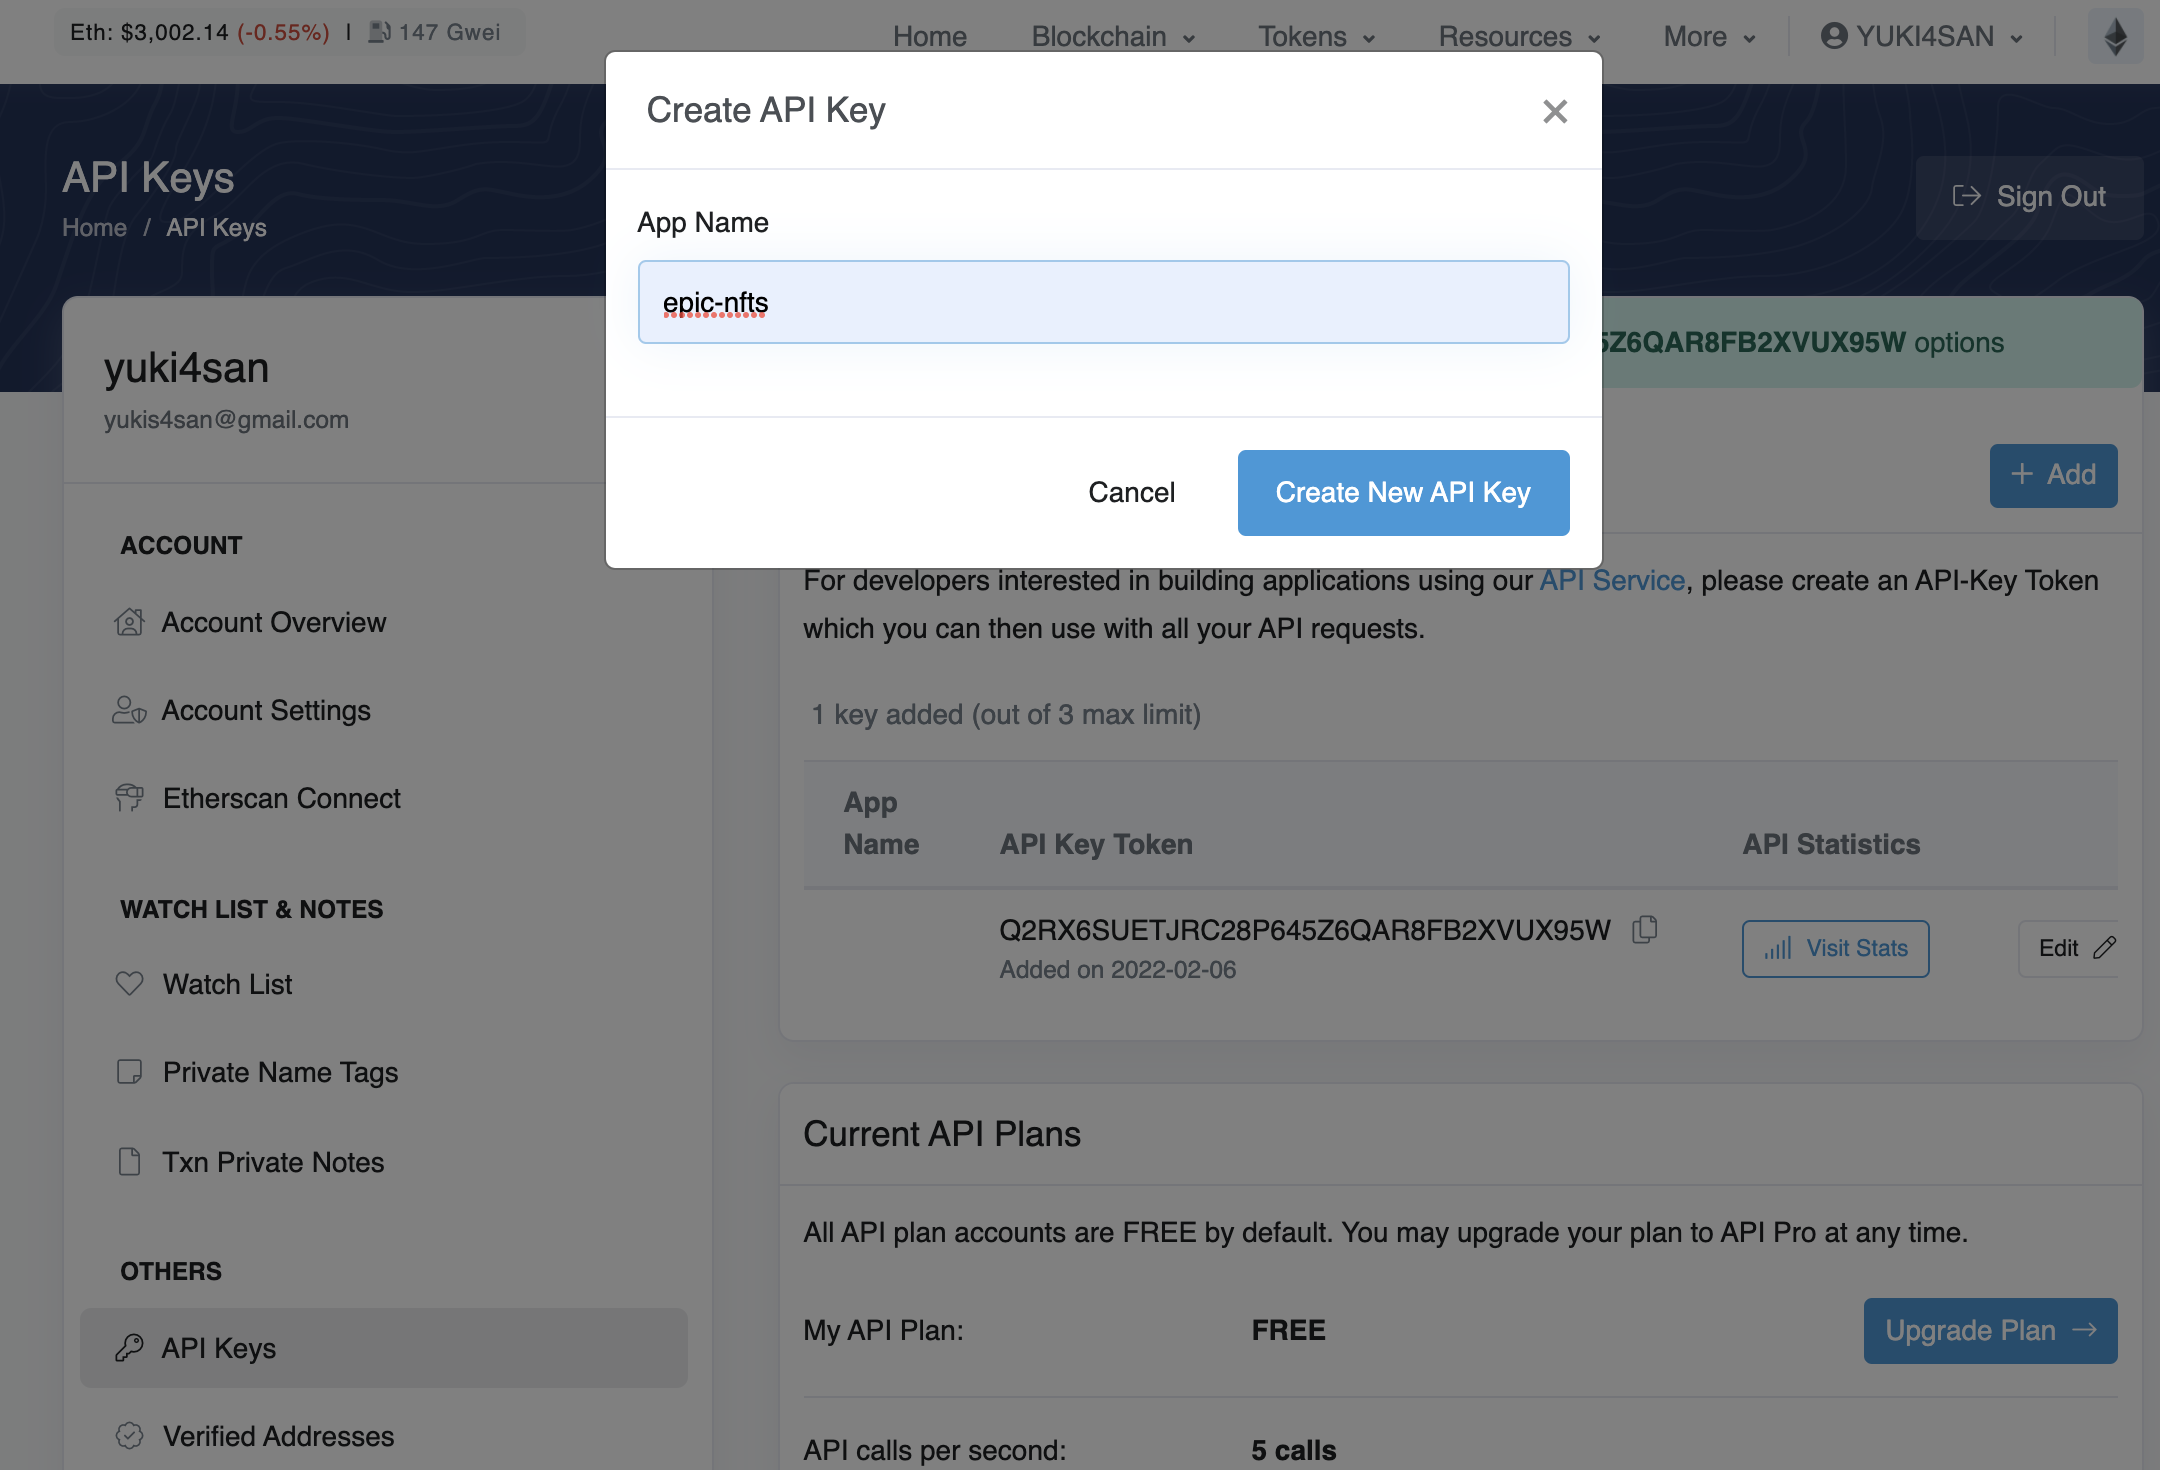 Eth: $3,002.14 (-0.55%) | 147 Gwei
Home Blockchain Tokens Resources More YUKI4SAN
Create API Key
App Name
epic-nfts
Cancel Create New API Key
API Keys
Home / API Keys
Sign Out
yuki4san
yukis4san@gmail.com
ACCOUNT
Account Overview
Account Settings
Etherscan Connect
WATCH LIST & NOTES
Watch List
Private Name Tags
Txn Private Notes
OTHERS
API Keys
Verified Addresses
5Z6QAR8FB2XVUX95W options
+ Add
For developers interested in building applications using our API Service, please create an API-Key Token
which you can then use with all your API requests.
1 key added (out of 3 max limit)
App
Name API Key Token API Statistics
Q2RX6SUETJRC28P645Z6QAR8FB2XVUX95W
Added on 2022-02-06
Visit Stats Edit
Current API Plans
All API plan accounts are FREE by default. You may upgrade your plan to API Pro at any time.
My API Plan: FREE Upgrade Plan
API calls per second: 5 calls